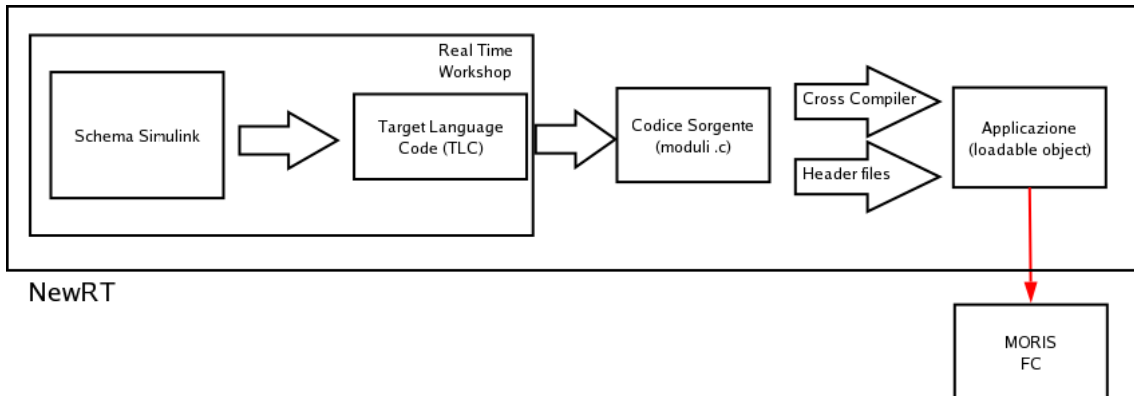 Real Time
Workshop
Schema Simulink
Target Language
Code (TLC)
Codice Sorgente
(moduli .c)
Cross Compiler
Header files
Applicazione
(loadable object)
NewRT
MORIS
FC